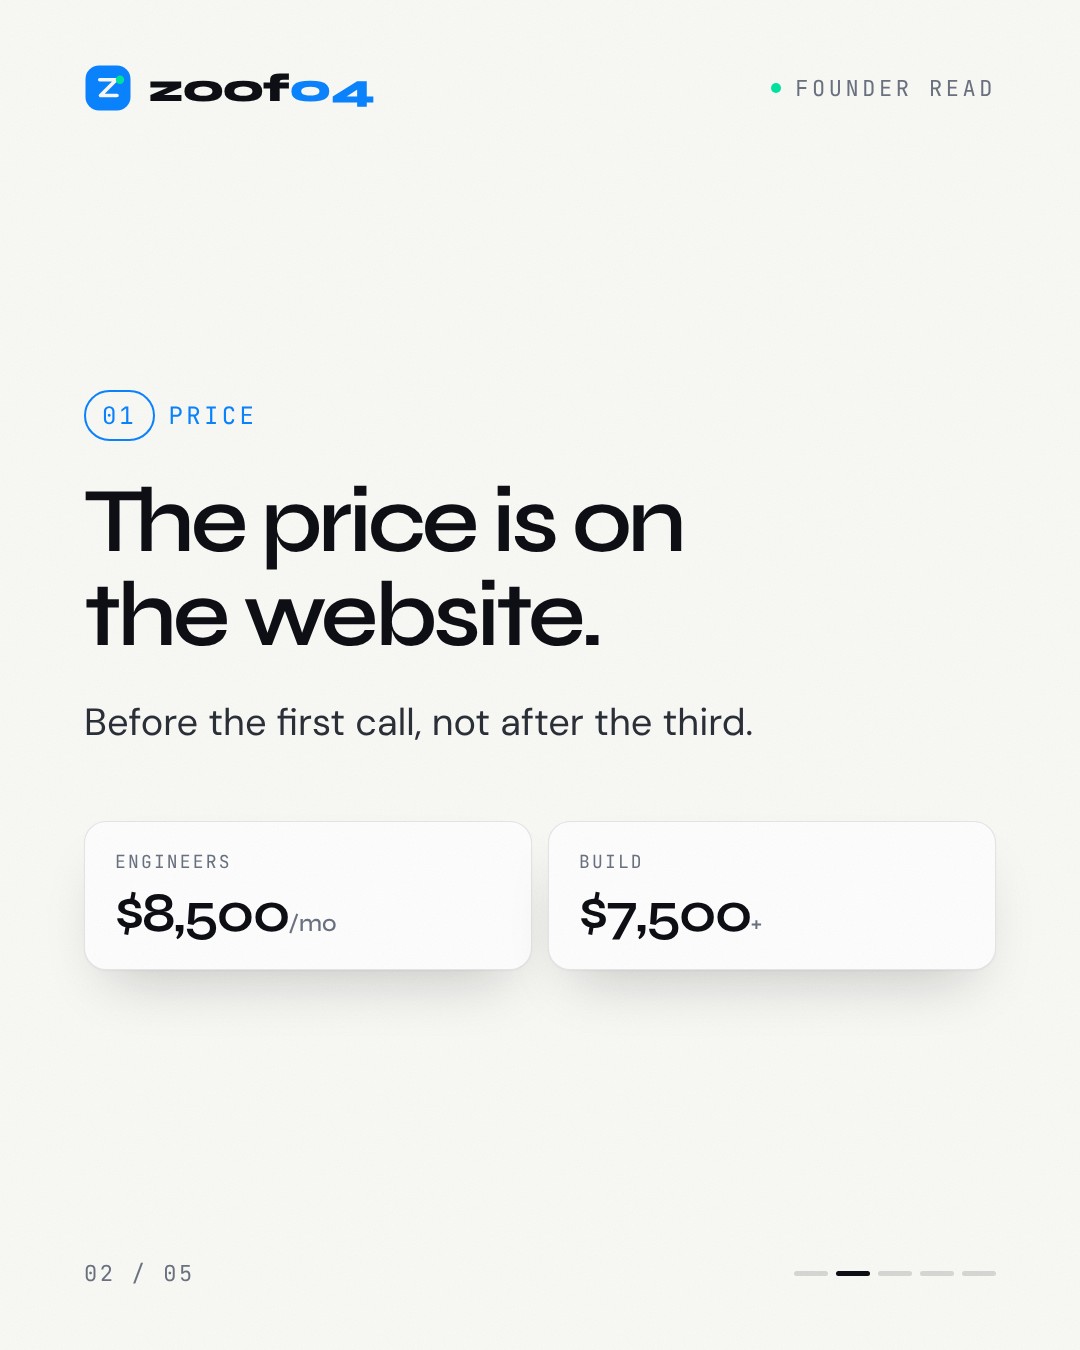 Z zoof04
FOUNDER READ
01 PRICE
The price is on
the website.
Before the first call, not after the third.
ENGINEERS
$8,500/mo
BUILD
$7,500+
02 / 05